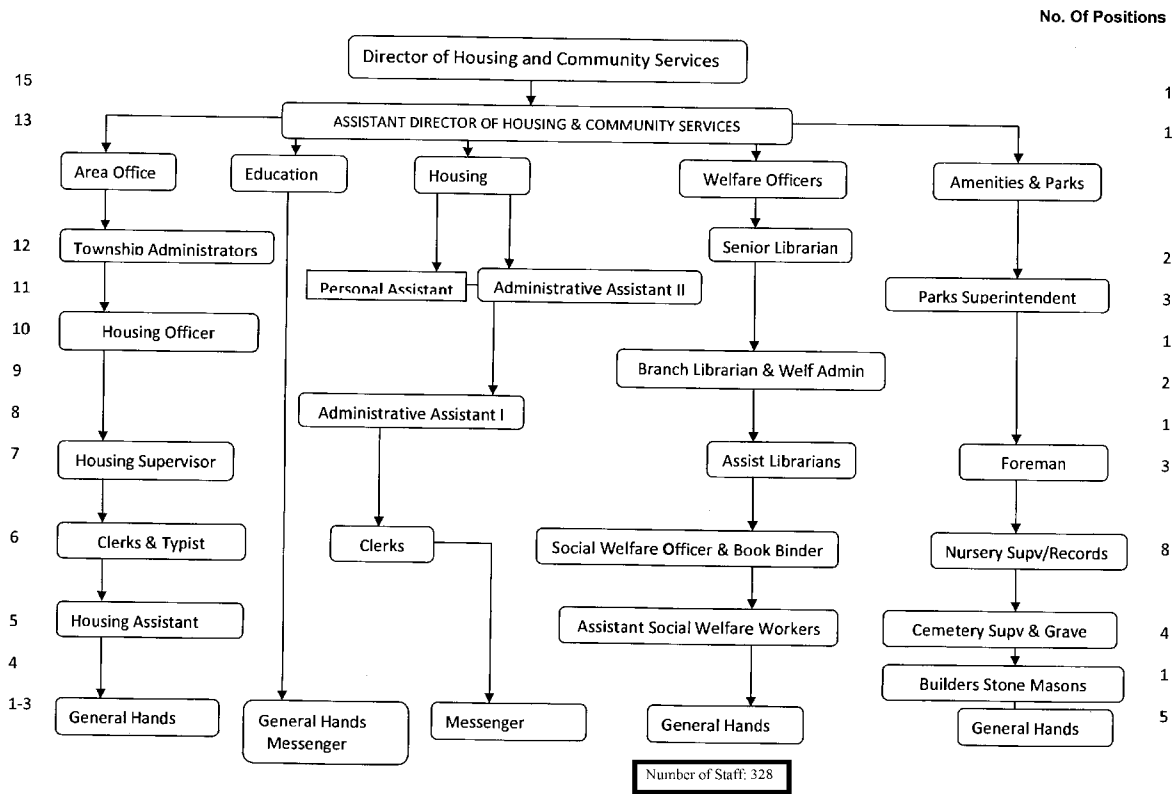 No. Of Positions
Director of Housing and Community Services
15
1
13
ASSISTANT DIRECTOR OF HOUSING & COMMUNITY SERVICES
1
Area Office
Education
Housing
Welfare Officers
Amenities & Parks
12
Township Administrators
Senior Librarian
2
11
Personal Assistant
Administrative Assistant II
Parks Superintendent
3
10
Housing Officer
1
9
Branch Librarian & Welf Admin
2
8
Administrative Assistant I
1
7
Housing Supervisor
Assist Librarians
Foreman
3
6
Clerks & Typist
Clerks
Social Welfare Officer & Book Binder
Nursery Supv/Records
8
5
Housing Assistant
Assistant Social Welfare Workers
Cemetery Supv & Grave
4
4
Builders Stone Masons
1
1-3
General Hands
General Hands
Messenger
Messenger
General Hands
General Hands
5
Number of Staff: 328